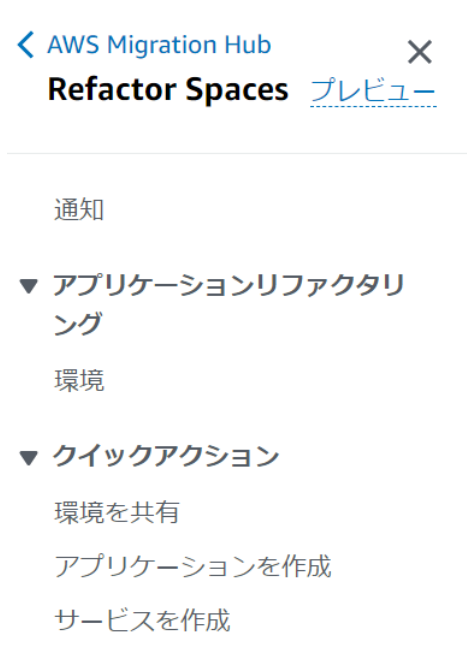 AWS Migration Hub
Refactor Spaces プレビュー
通知
アプリケーションリファクタリ
ング
環境
クイックアクション
環境を共有
アプリケーションを作成
サービスを作成